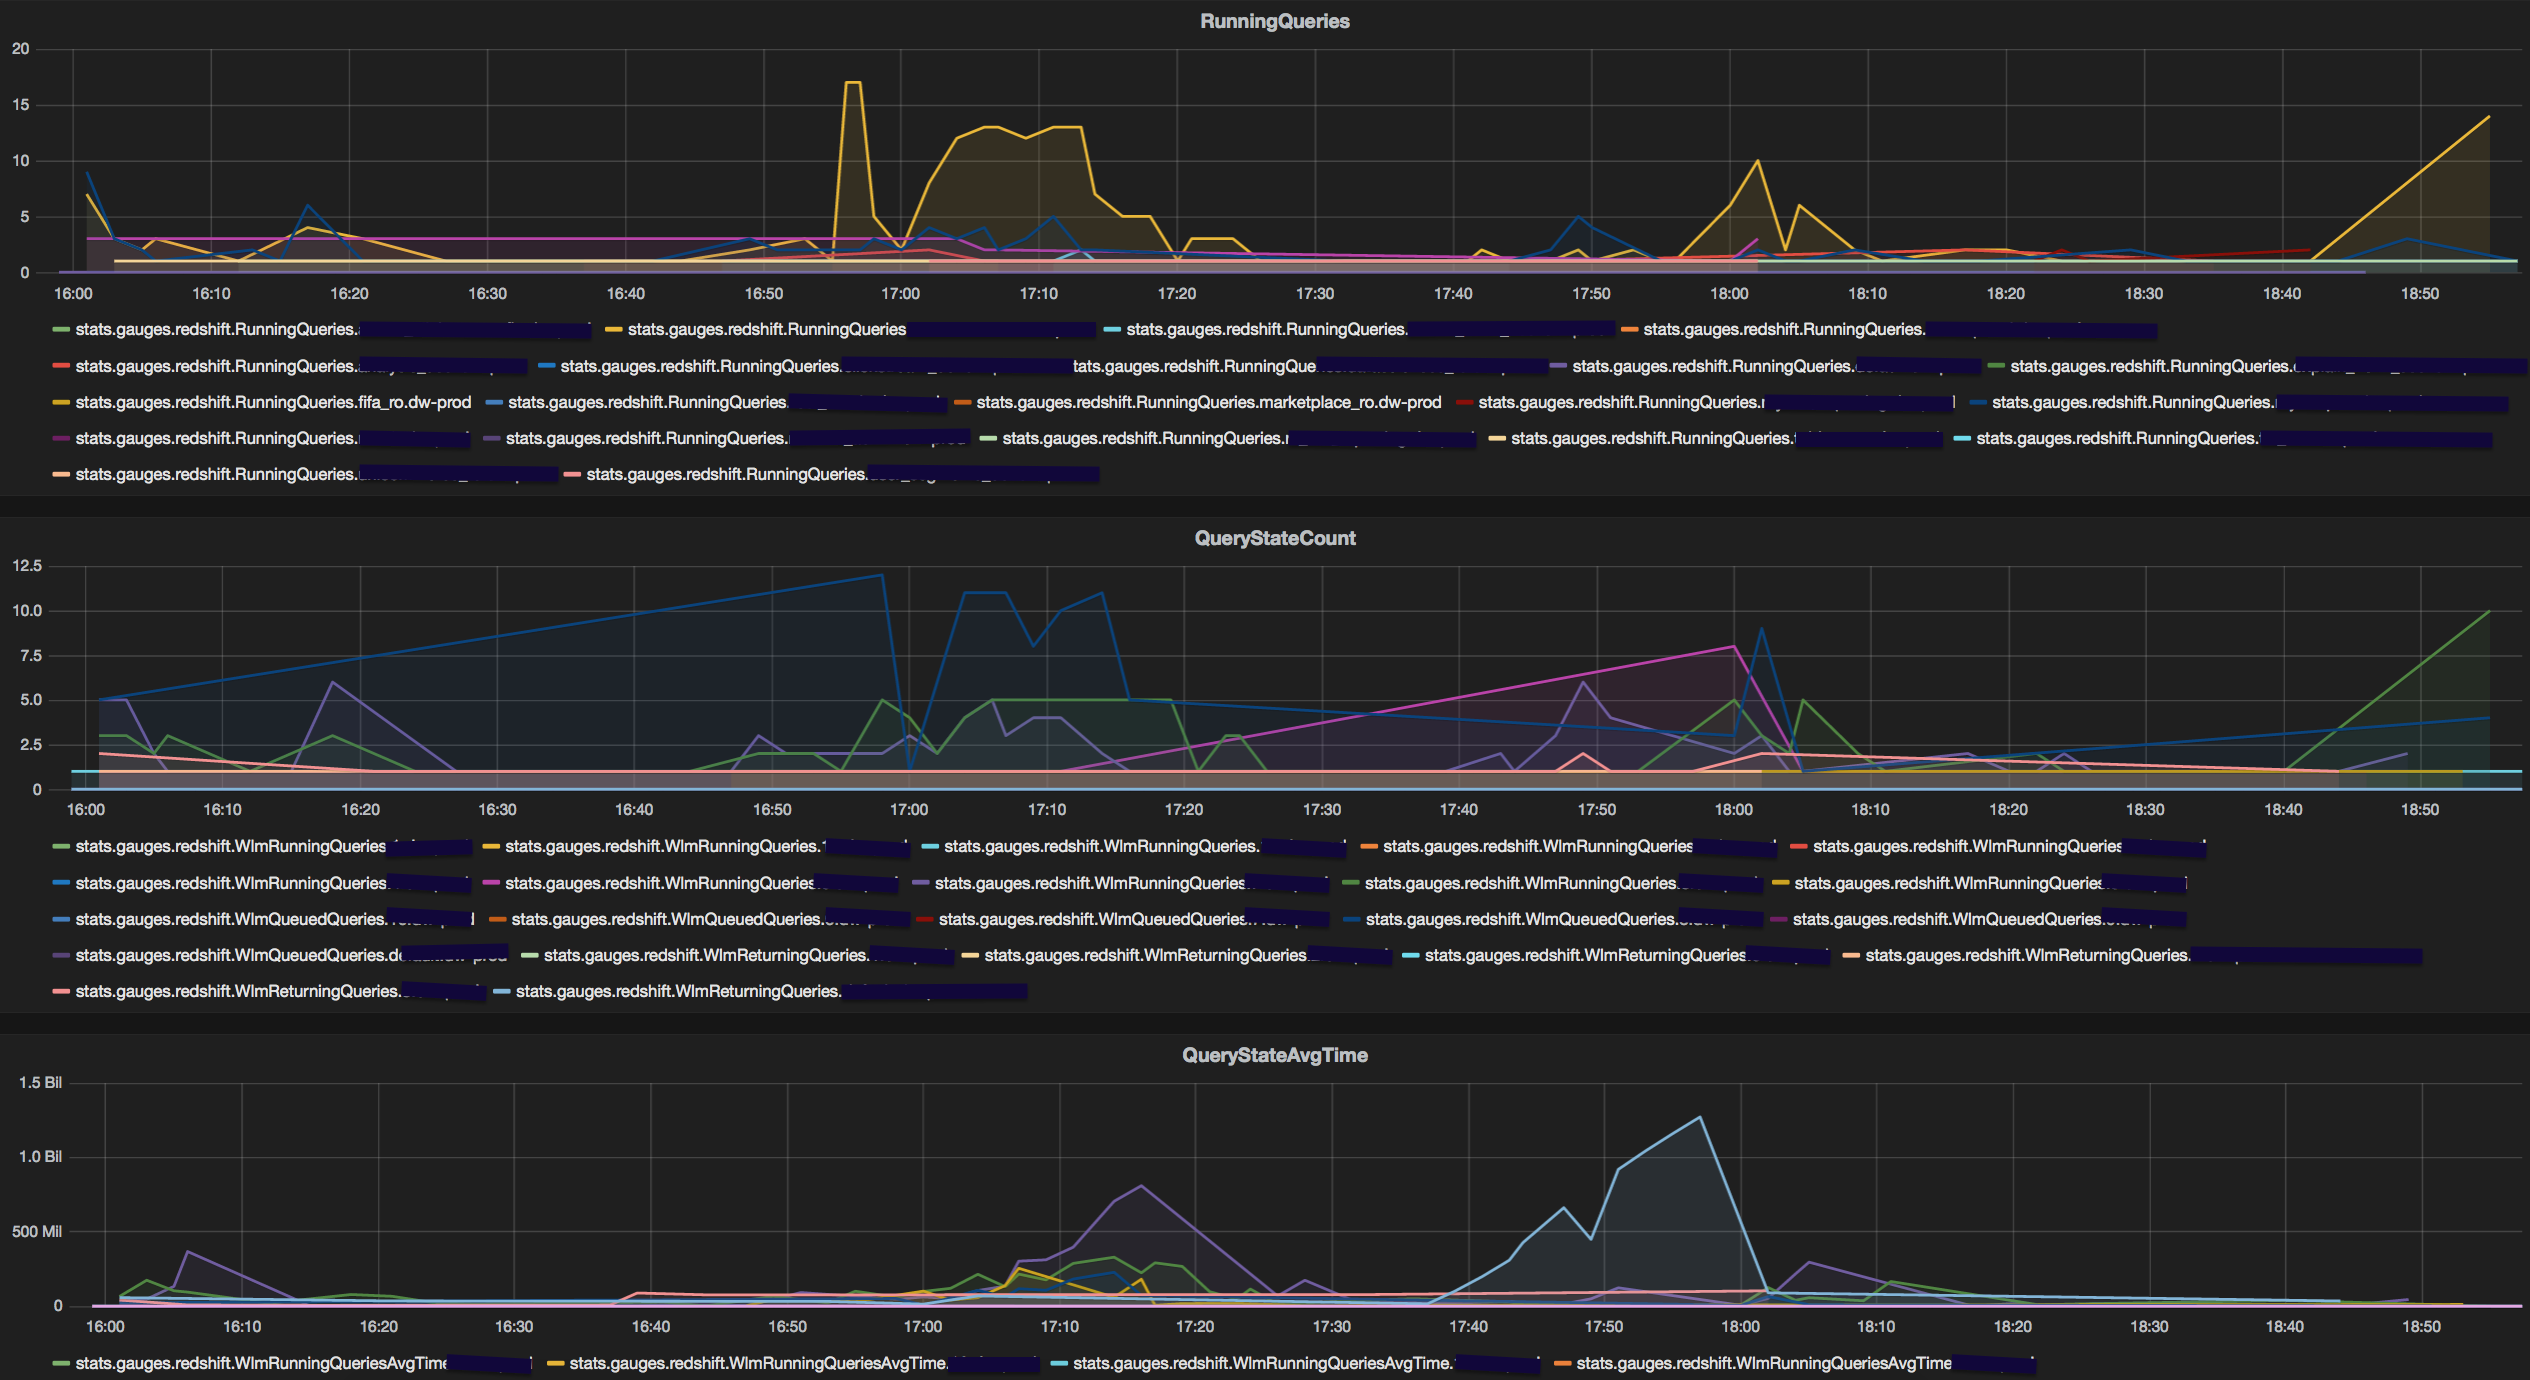 RunningQueries
20
15
10
5
0
16:00 16:10 16:20 16:30 16:40 16:50 17:00 17:10 17:20 17:30 17:40 17:50 18:00 18:10 18:20 18:30 18:40 18:50
stats.gauges.redshift.RunningQueries. stats.gauges.redshift.RunningQueries stats.gauges.redshift.RunningQueries. stats.gauges.redshift.RunningQueries.
stats.gauges.redshift.RunningQueries. stats.gauges.redshift.RunningQueries. tats.gauges.redshift.RunningQue stats.gauges.redshift.RunningQueries. stats.gauges.redshift.RunningQueries.
stats.gauges.redshift.RunningQueries.fifa_ro.dw-prod stats.gauges.redshift.RunningQueries. stats.gauges.redshift.RunningQueries.marketplace_ro.dw-prod stats.gauges.redshift.RunningQueries. stats.gauges.redshift.RunningQueries.
stats.gauges.redshift.RunningQueries. stats.gauges.redshift.RunningQueries. stats.gauges.redshift.RunningQueries. stats.gauges.redshift.RunningQueries. stats.gauges.redshift.RunningQueries.
stats.gauges.redshift.RunningQueries. stats.gauges.redshift.RunningQueries.
QueryStateCount
12.5
10.0
7.5
5.0
2.5
0
16:00 16:10 16:20 16:30 16:40 16:50 17:00 17:10 17:20 17:30 17:40 17:50 18:00 18:10 18:20 18:30 18:40 18:50
stats.gauges.redshift.WlmRunningQueries stats.gauges.redshift.WlmRunningQueries. stats.gauges.redshift.WlmRunningQueries. stats.gauges.redshift.WlmRunningQueries stats.gauges.redshift.WlmRunningQueries
stats.gauges.redshift.WlmRunningQueries. stats.gauges.redshift.WlmRunningQueries stats.gauges.redshift.WlmRunningQueries. stats.gauges.redshift.WlmRunningQueries. stats.gauges.redshift.WlmRunningQueries
stats.gauges.redshift.WlmQueuedQueries. stats.gauges.redshift.WlmQueuedQueries. stats.gauges.redshift.WlmQueuedQueries stats.gauges.redshift.WlmQueuedQueries. stats.gauges.redshift.WlmQueuedQueries.
stats.gauges.redshift.WlmQueuedQueries. stats.gauges.redshift.WlmReturningQueries. stats.gauges.redshift.WlmReturningQueries. stats.gauges.redshift.WlmReturningQueries. stats.gauges.redshift.WlmReturningQueries.
stats.gauges.redshift.WlmReturningQueries. stats.gauges.redshift.WlmReturningQueries.
QueryStateAvgTime
1.5 Bil
1.0 Bil
500 Mil
0
16:00 16:10 16:20 16:30 16:40 16:50 17:00 17:10 17:20 17:30 17:40 17:50 18:00 18:10 18:20 18:30 18:40 18:50
stats.gauges.redshift.WlmRunningQueriesAvgTime stats.gauges.redshift.WlmRunningQueriesAvgTime. stats.gauges.redshift.WlmRunningQueriesAvgTime. stats.gauges.redshift.WlmRunningQueriesAvgTime